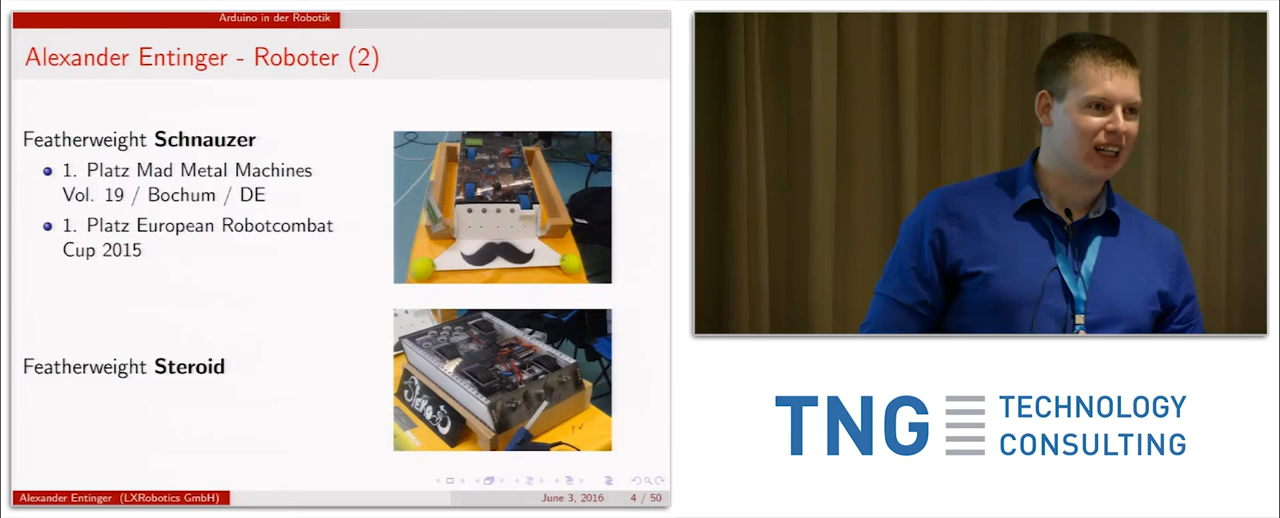 Arduino in der Robotik
Alexander Entinger - Roboter (2)
Featherweight Schnauzer
1. Platz Mad Metal Machines
Vol. 19 / Bochum / DE
1. Platz European Robotcombat
Cup 2015
Featherweight Steroid
Alexander Entinger (LXRobotics GmbH)
June 3, 2016
4 / 50
TNG TECHNOLOGY
CONSULTING